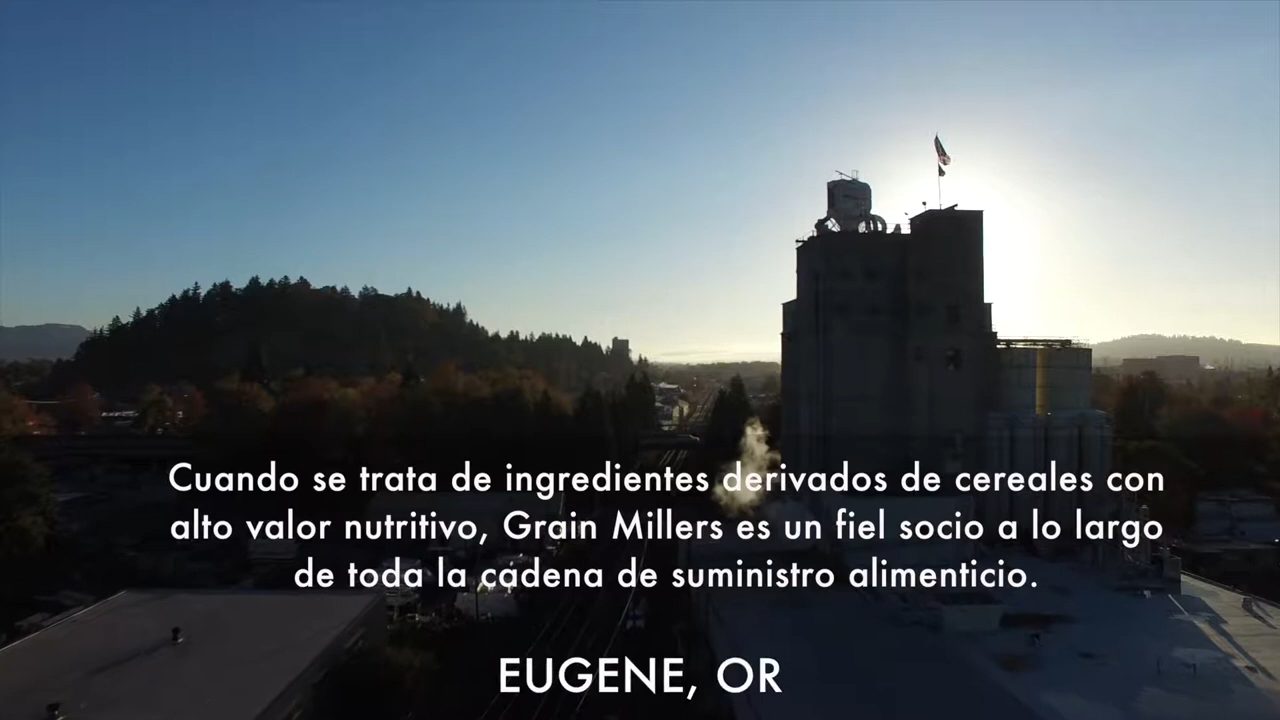 Cuando se trata de ingredientes derivados de cereales con
alto valor nutritivo, Grain Millers es un fiel socio a lo largo
de toda la cadena de suministro alimenticio.
EUGENE, OR